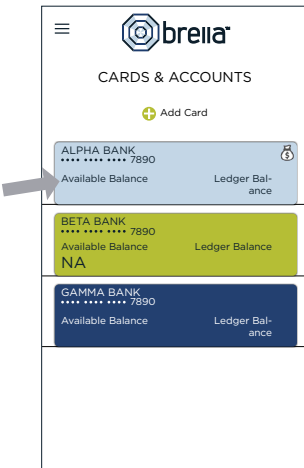 brella
CARDS & ACCOUNTS
Add Card
ALPHA BANK
•••• •••• •••• 7890
Available Balance Ledger Bal-
ance
$
BETA BANK
•••• •••• •••• 7890
Available Balance Ledger Balance
NA
GAMMA BANK
•••• •••• •••• 7890
Available Balance Ledger Bal-
ance